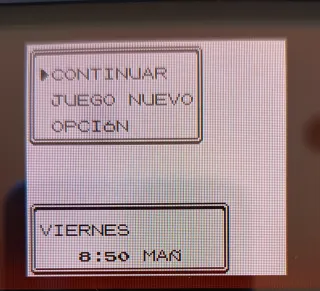 CONTINUAR
JUEGO NUEVO
OPCIóN
VIERNES
8:50 MAÑ